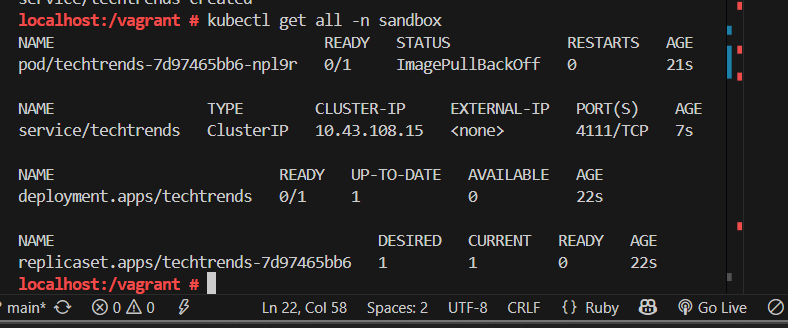 service/techtrends created
localhost:/vagrant # kubectl get all -n sandbox
NAME                              READY   STATUS             RESTARTS   AGE
pod/techtrends-7d97465bb6-npl9r   0/1     ImagePullBackOff   0          21s
NAME                 TYPE        CLUSTER-IP     EXTERNAL-IP   PORT(S)    AGE
service/techtrends   ClusterIP   10.43.108.15   <none>        4111/TCP   7s
NAME                         READY   UP-TO-DATE   AVAILABLE   AGE
deployment.apps/techtrends   0/1     1            0           22s
NAME                                    DESIRED   CURRENT   READY   AGE
replicaset.apps/techtrends-7d97465bb6   1         1         0       22s
localhost:/vagrant #
main* 0 0 Ln 22, Col 58 Spaces: 2 UTF-8 CRLF {} Ruby Go Live